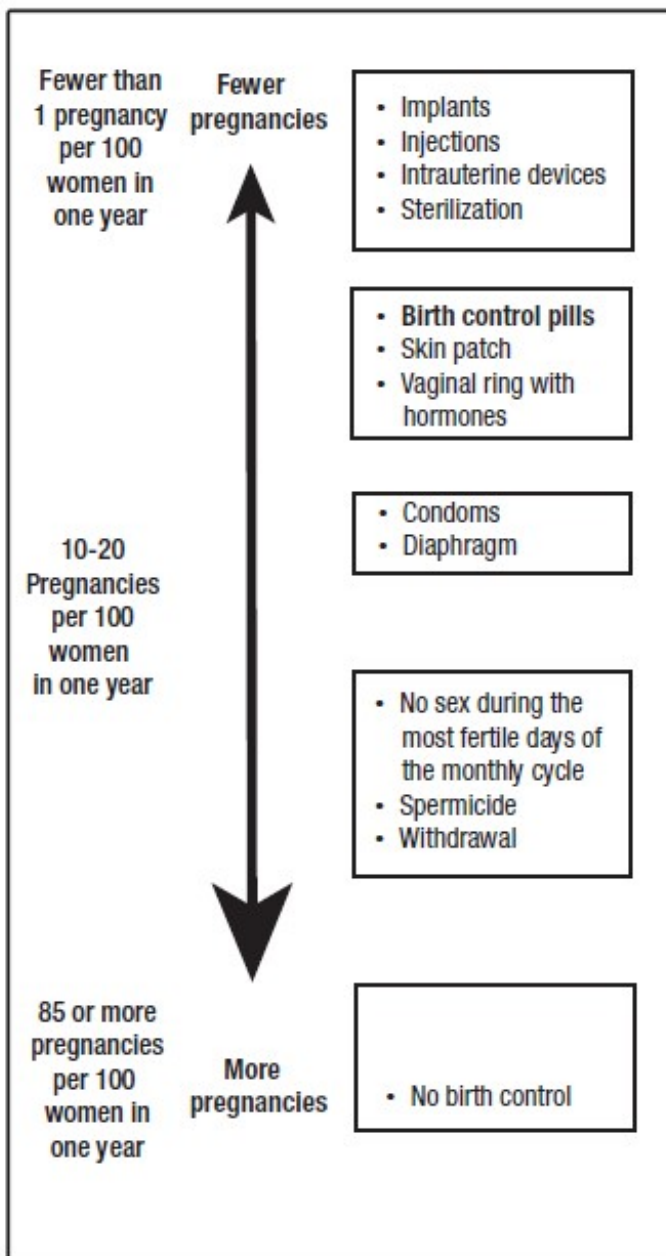 Fewer than
1 pregnancy
per 100
women in
one year
Fewer
pregnancies
• Implants
• Injections
• Intrauterine devices
• Sterilization
• Birth control pills
• Skin patch
• Vaginal ring with
hormones
• Condoms
• Diaphragm
10-20
Pregnancies
per 100
women
in one year
• No sex during the
most fertile days of
the monthly cycle
• Spermicide
• Withdrawal
85 or more
pregnancies
per 100
women in
one year
More
pregnancies
• No birth control